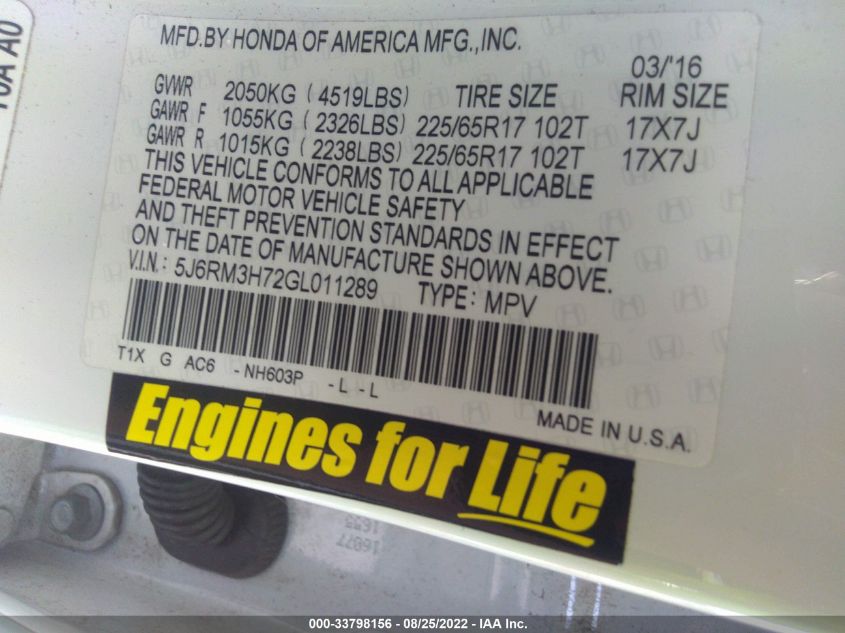 MFD.BY HONDA OF AMERICA MFG.,INC.
03/'16
GVWR 2050KG (4519LBS) TIRE SIZE RIM SIZE
GAWR F 1055KG (2326LBS) 225/65R17 102T 17X7J
GAWR R 1015KG (2238LBS) 225/65R17 102T 17X7J
THIS VEHICLE CONFORMS TO ALL APPLICABLE
FEDERAL MOTOR VEHICLE SAFETY
AND THEFT PREVENTION STANDARDS IN EFFECT
ON THE DATE OF MANUFACTURE SHOWN ABOVE.
V.I.N.: 5J6RM3H72GL011289 TYPE: MPV
T1X G AC6 - NH603P - L - L
MADE IN U.S.A.
Engines for Life
1655
16077
000-33798156 - 08/25/2022 - IAA Inc.